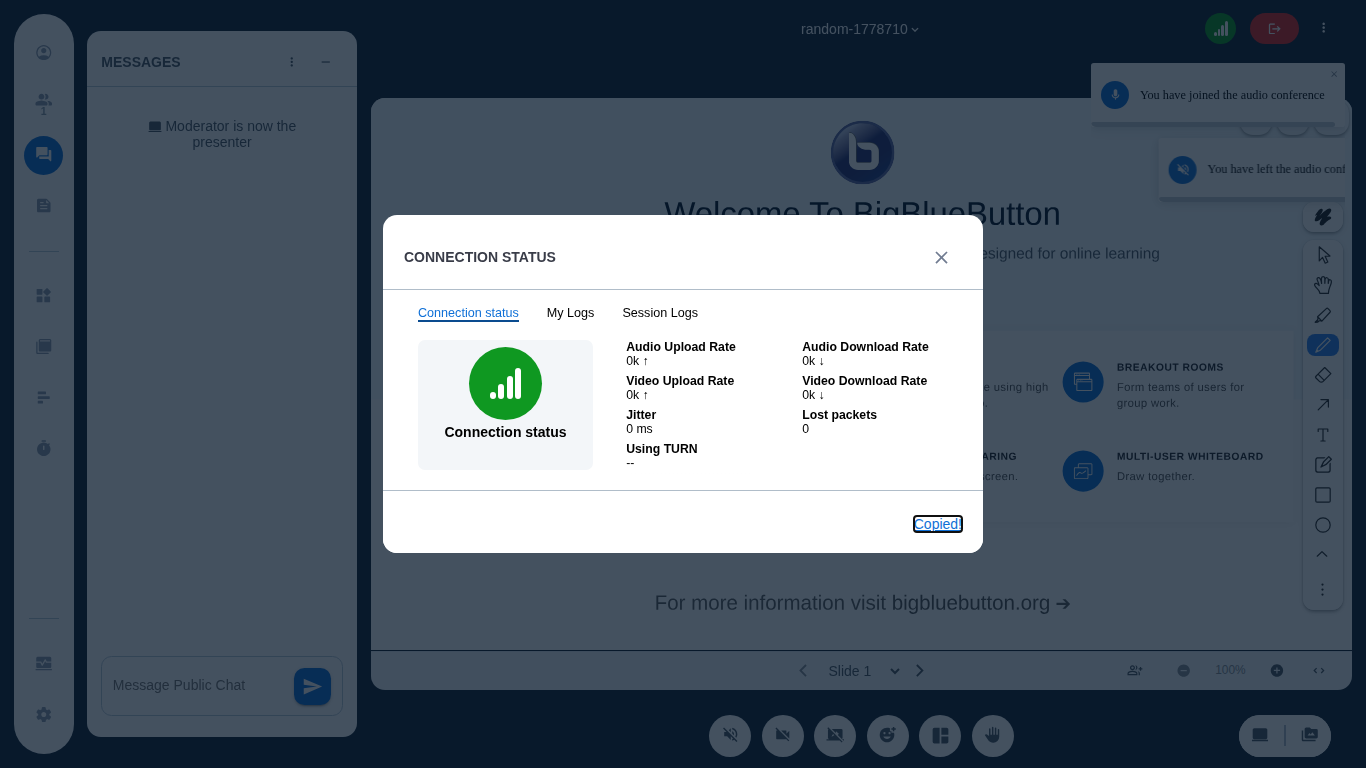 random-1778710
MESSAGES
1
Moderator is now the
presenter
Message Public Chat
You have joined the audio conference
You have left the audio conf
Welcome To BigBlueButton
esigned for online learning
CONNECTION STATUS
Connection status
My Logs
Session Logs
Connection status
Audio Upload Rate
0k ↑
Audio Download Rate
0k ↓
Video Upload Rate
0k ↑
Video Download Rate
0k ↓
Jitter
0 ms
Lost packets
0
Using TURN
--
Copied!
e using high
BREAKOUT ROOMS
Form teams of users for
group work.
ARING
creen.
MULTI-USER WHITEBOARD
Draw together.
For more information visit bigbluebutton.org ➔
Slide 1
100%